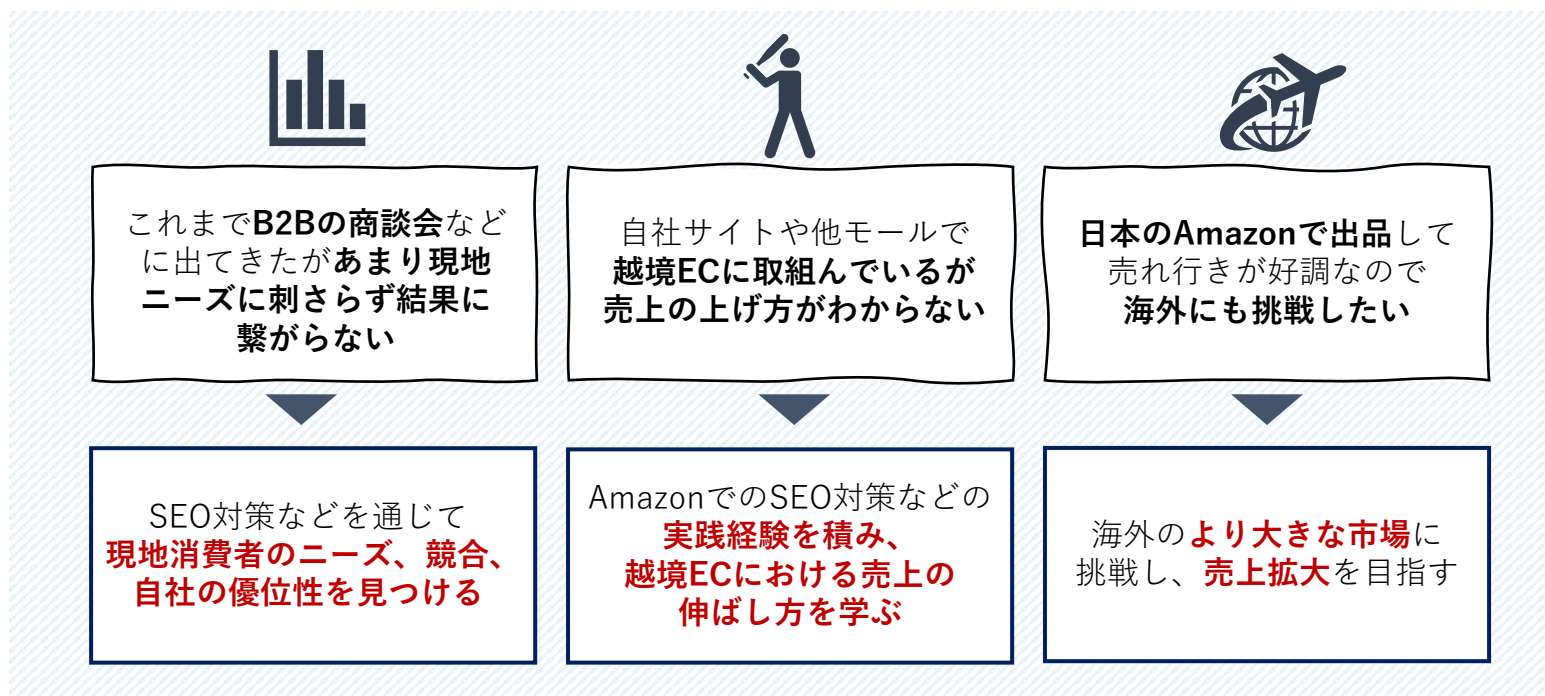 これまでB2Bの商談会など
に出てきたがあまり現地
ニーズに刺さらず結果に
繋がらない
自社サイトや他モールで
越境ECに取組んでいるが
売上の上げ方がわからない
日本のAmazonで出品して
売れ行きが好調なので
海外にも挑戦したい
SEO対策などを通じて
現地消費者のニーズ、競合、
自社の優位性を見つける
AmazonでのSEO対策などの
実践経験を積み、
越境ECにおける売上の
伸ばし方を学ぶ
海外のより大きな市場に
挑戦し、売上拡大を目指す